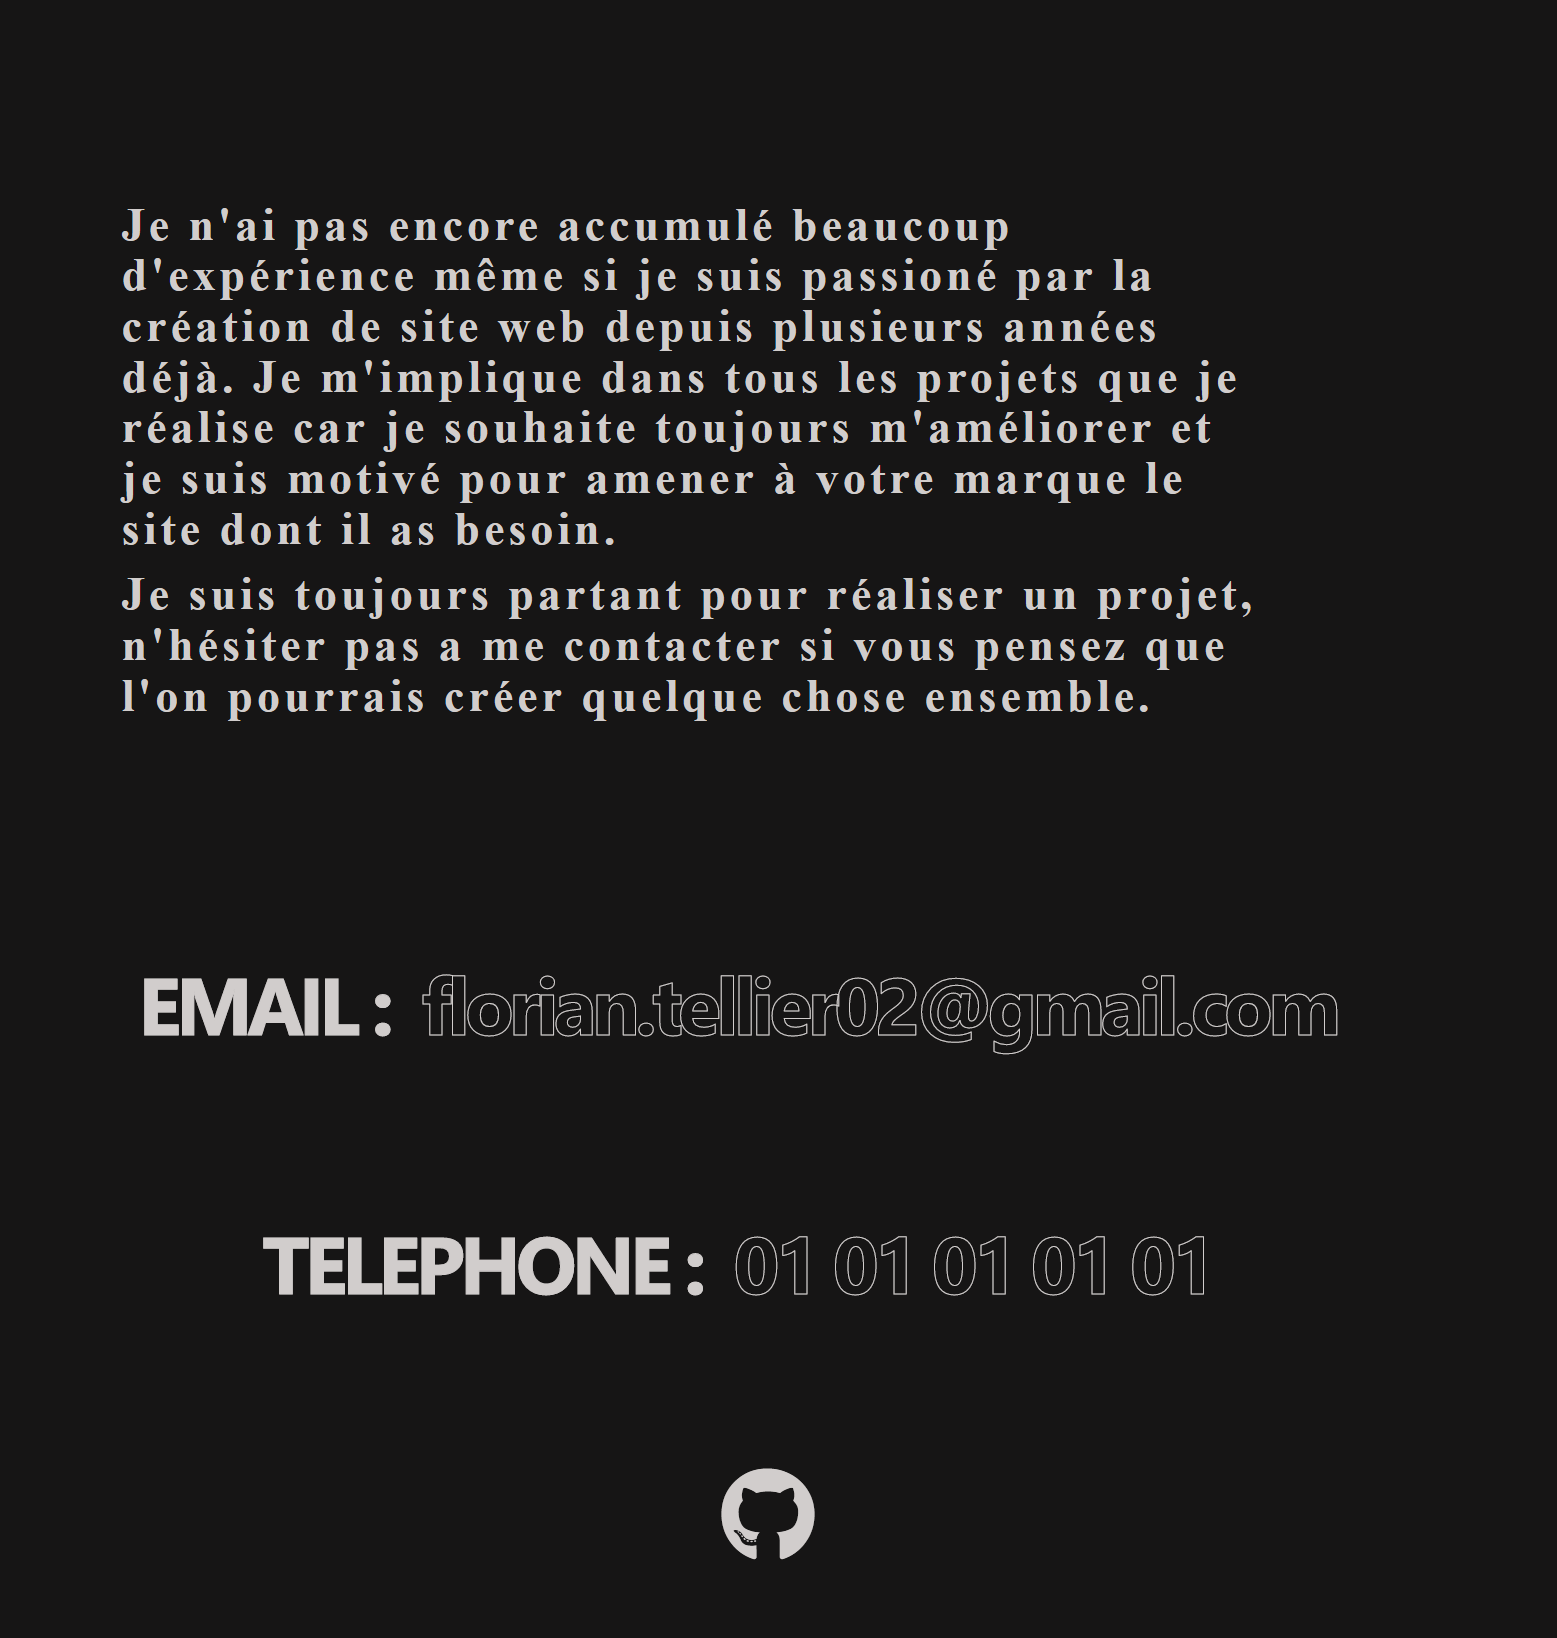 Je n'ai pas encore accumulé beaucoup
d'expérience même si je suis passioné par la
création de site web depuis plusieurs années
déjà. Je m'implique dans tous les projets que je
réalise car je souhaite toujours m'améliorer et
je suis motivé pour amener à votre marque le
site dont il as besoin.
Je suis toujours partant pour réaliser un projet,
n'hésiter pas a me contacter si vous pensez que
l'on pourrais créer quelque chose ensemble.
EMAIL : florian.tellier02@gmail.com
TELEPHONE : 01 01 01 01 01